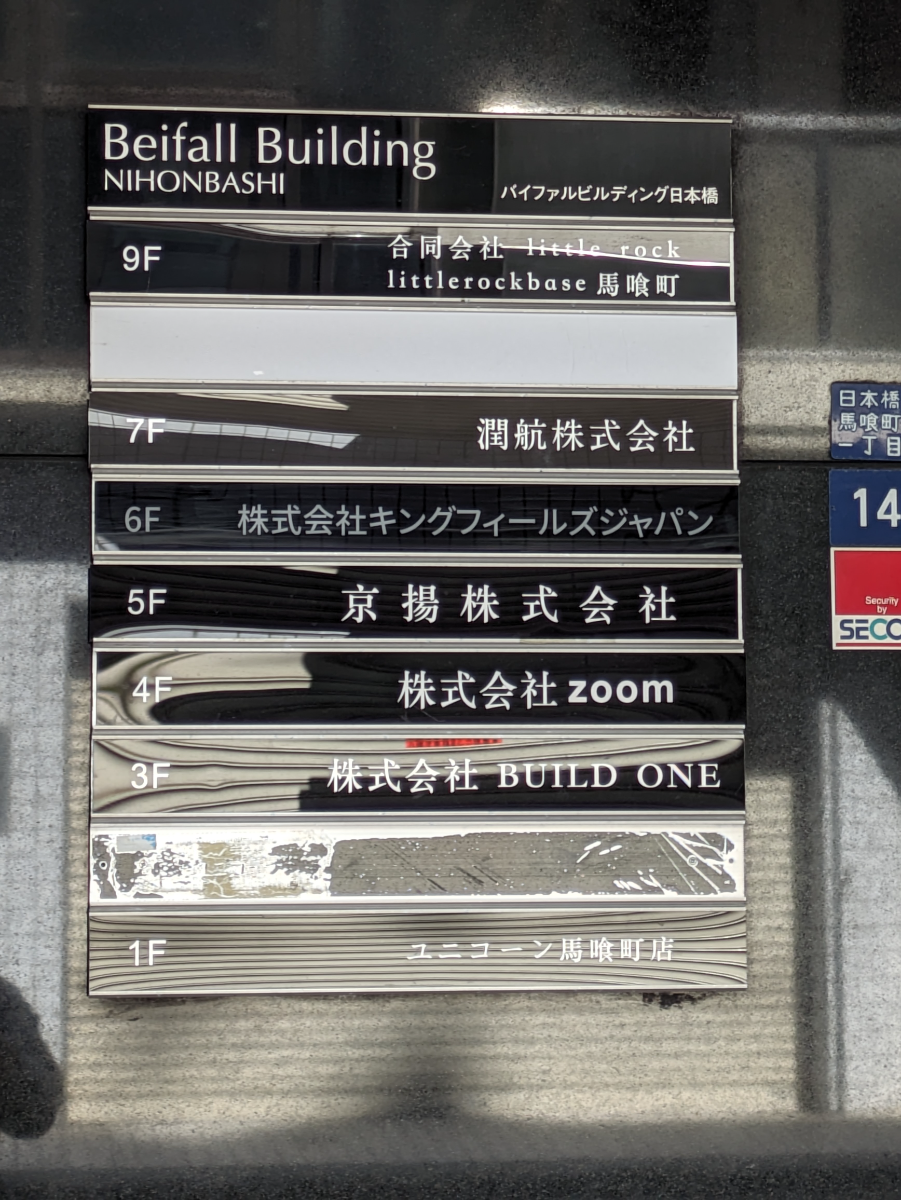 Beifall Building
NIHONBASHI
バイファルビルディング日本橋
9F
合同会社 little rock
littlerockbase 馬喰町
7F
潤航株式会社
6F
株式会社キングフィールズジャパン
5F
京揚株式会社
4F
株式会社zoom
3F
株式会社 BUILD ONE
1F
ユニコーン馬喰町店
日本橋
馬喰町
一丁目
14
Security
by
SECO